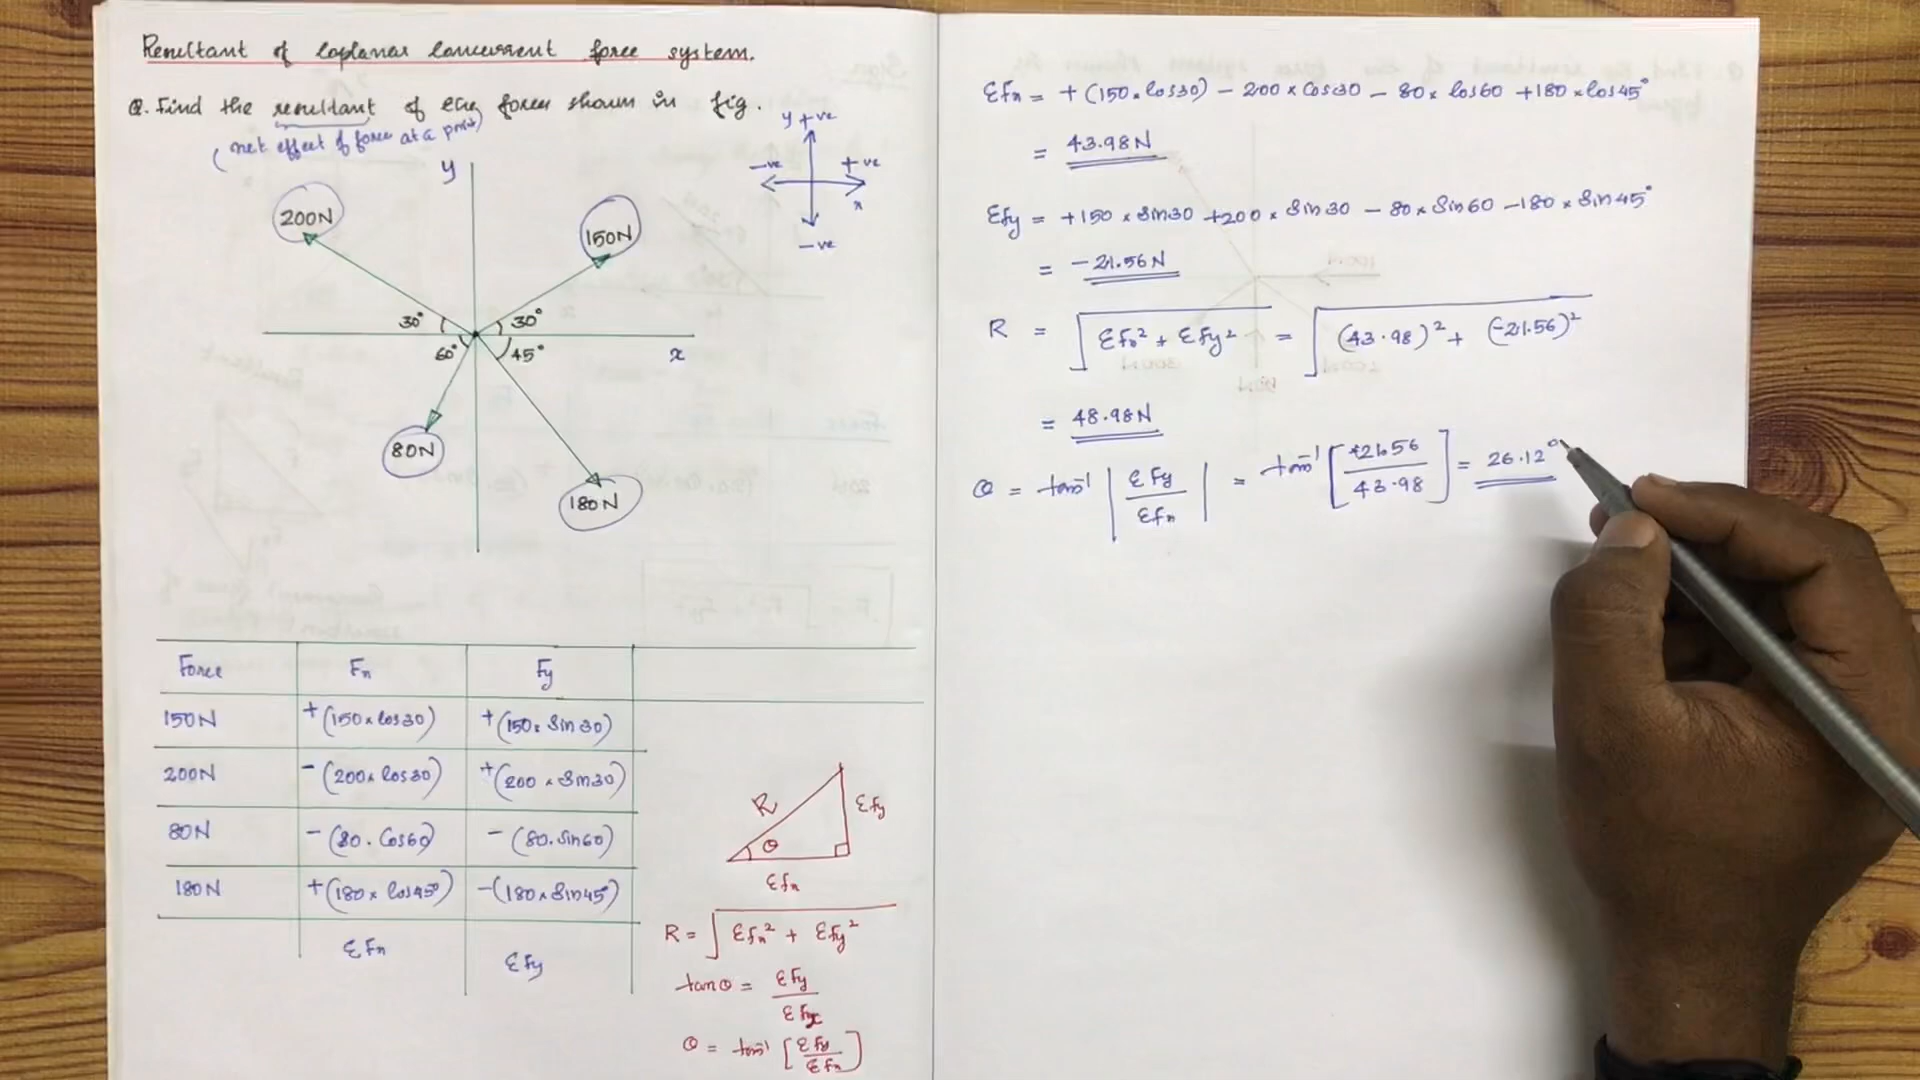 Resultant of Coplanar Concurrent force system.
Q. Find the resultant of the forces shown in fig.
(net effect of force at a point)
y +ve
-ve
+ve
x
-ve
y
200N
150N
30°
30°
60°
45°
x
80N
180N
Force Fx Fy
150N +(150×cos30) +(150×sin30)
200N -(200×cos30) +(200×sin30)
80N -(80.cos60) -(80.sin60)
180N +(180×cos45°) -(180×sin45°)
ΣFx ΣFy
R
ΣFy
θ
ΣFx
R = √ΣFx² + ΣFy²
tanθ = ΣFy / ΣFx
θ = tan⁻¹ [ΣFy / ΣFx]
ΣFx = +(150×cos30) - 200×cos30 - 80×cos60 +180×cos45°
= 43.98N
ΣFy = +150×sin30 +200×sin30 - 80×sin60 -180×sin45°
= -21.56N
R = √ΣFx² + ΣFy² = √(43.98)² + (-21.56)²
= 48.98N
θ = tan⁻¹ |ΣFy / ΣFx| = tan⁻¹ [+21.56 / 43.98] = 26.12°